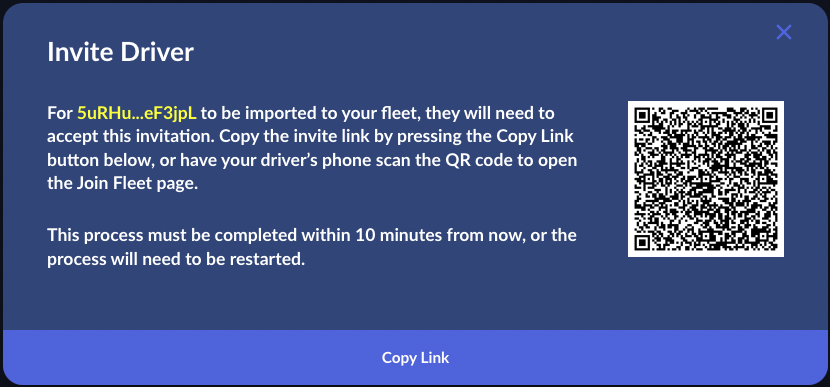 Invite Driver
For 5uRHu...eF3jpL to be imported to your fleet, they will need to
accept this invitation. Copy the invite link by pressing the Copy Link
button below, or have your driver’s phone scan the QR code to open
the Join Fleet page.
This process must be completed within 10 minutes from now, or the
process will need to be restarted.
Copy Link